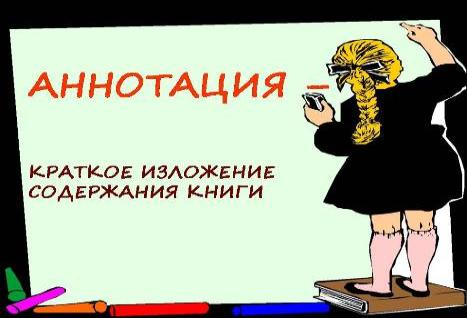 АННОТАЦИЯ –
КРАТКОЕ ИЗЛОЖЕНИЕ
СОДЕРЖАНИЯ КНИГИ